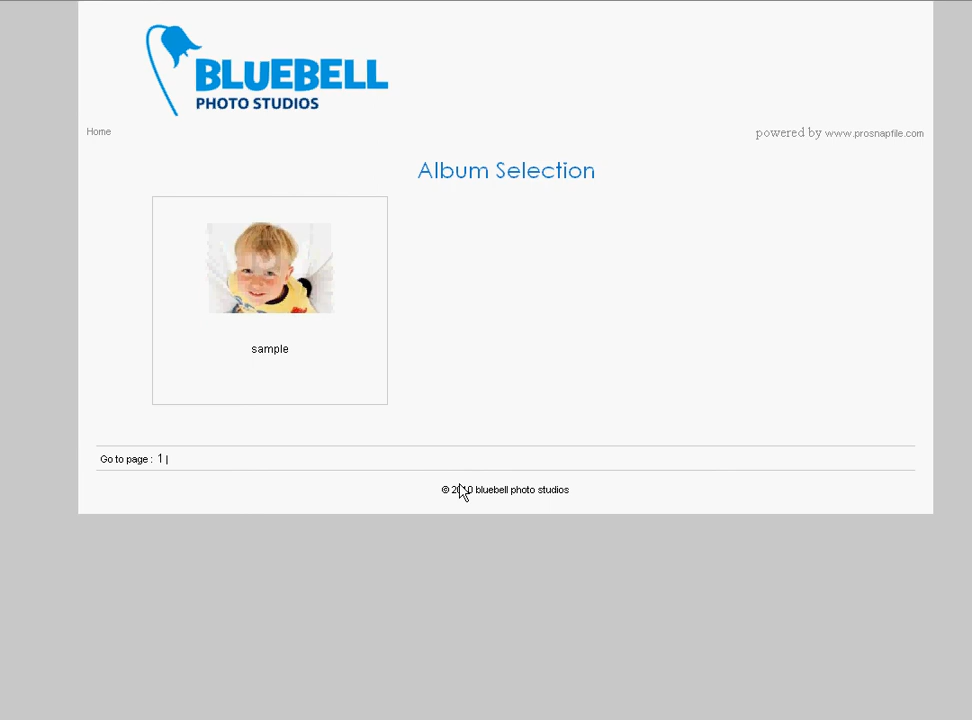 BLUEBELL
PHOTO STUDIOS
Home
powered by www.prosnapfile.com
Album Selection
sample
Go to page : 1 |
© 2010 bluebell photo studios